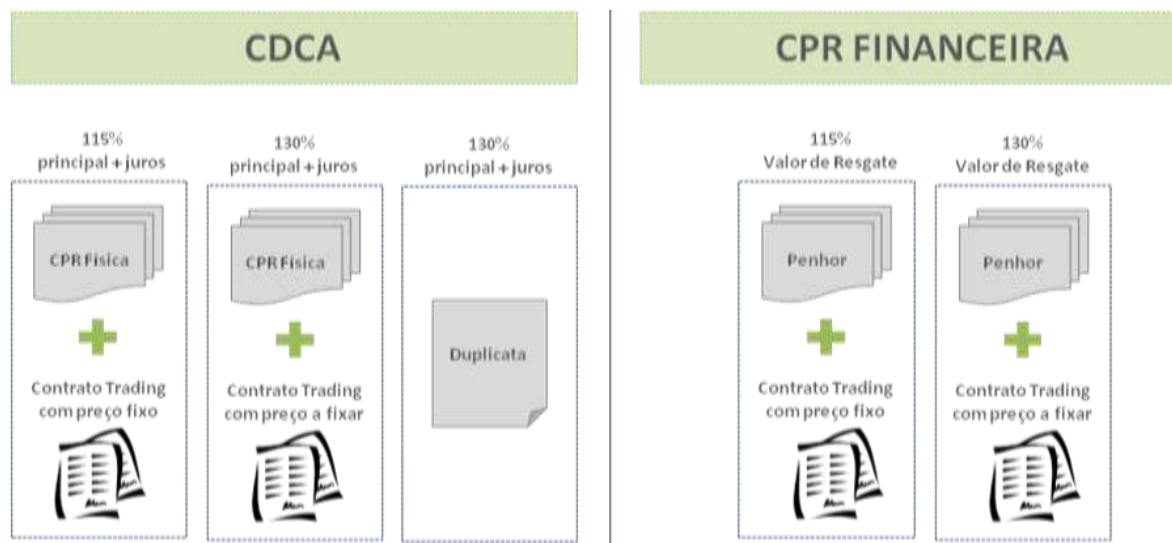 CDCA
115%
principal + juros
CPR Física
Contrato Trading
com preço fixo
130%
principal + juros
CPR Física
Contrato Trading
com preço a fixar
130%
principal + juros
Duplicata
CPR FINANCEIRA
115%
Valor de Resgate
Penhor
Contrato Trading
com preço fixo
130%
Valor de Resgate
Penhor
Contrato Trading
com preço a fixar